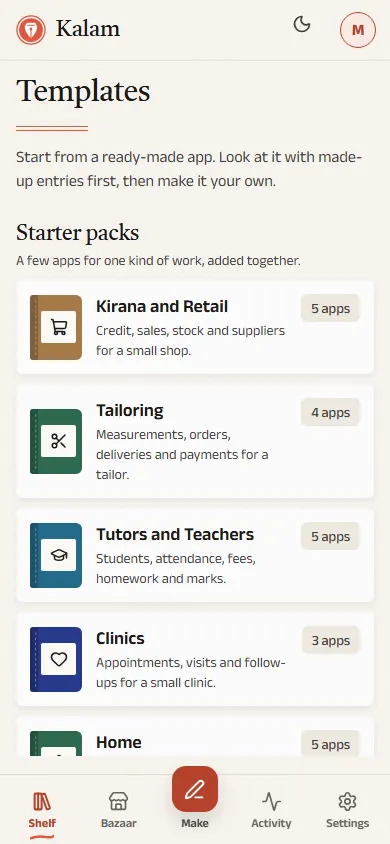 Kalam
M
Templates
Start from a ready-made app. Look at it with made-
up entries first, then make it your own.
Starter packs
A few apps for one kind of work, added together.
Kirana and Retail
5 apps
Credit, sales, stock and suppliers
for a small shop.
Tailoring
4 apps
Measurements, orders,
deliveries and payments for a
tailor.
Tutors and Teachers
5 apps
Students, attendance, fees,
homework and marks.
Clinics
3 apps
Appointments, visits and follow-
ups for a small clinic.
Home
5 apps
Shelf
Bazaar
Make
Activity
Settings